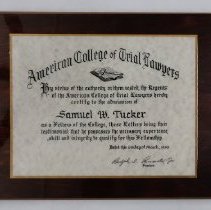 American College of Trial Lawyers
By virtue of the authority in them vested, the Regents
of the American College of Trial Lawyers hereby
certify to the admission of
Samuel W. Tucker
as a Fellow of the College, these Letters being their
testimonial that he possesses the necessary experience,
skill and integrity to qualify for this Fellowship